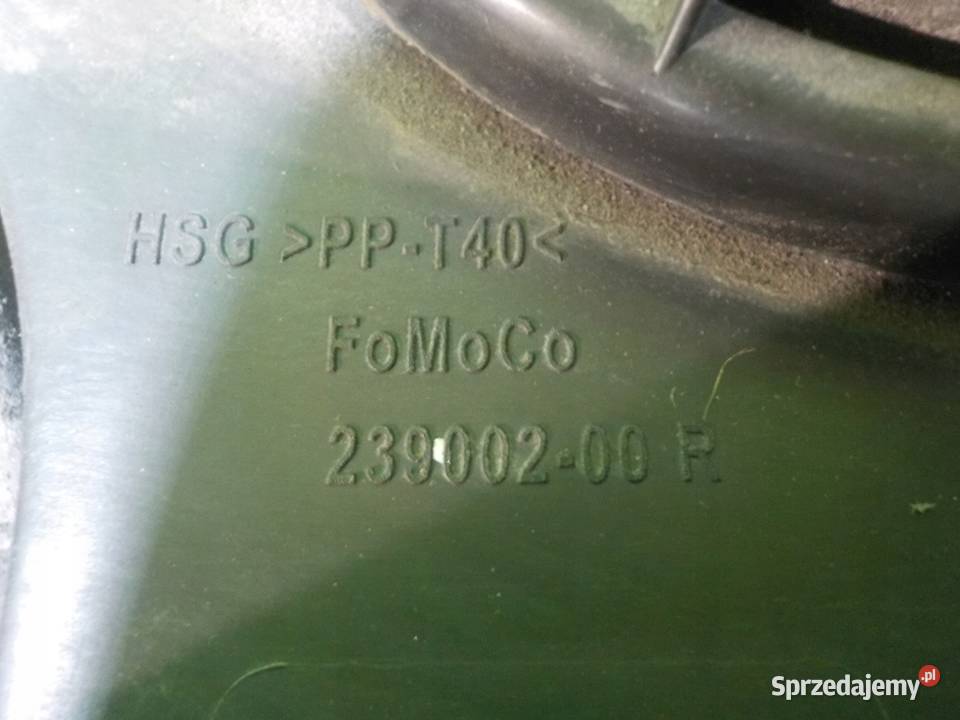 HSG >PP-T40<
FoMoCo
239002-00 R
Sprzedajemy.pl